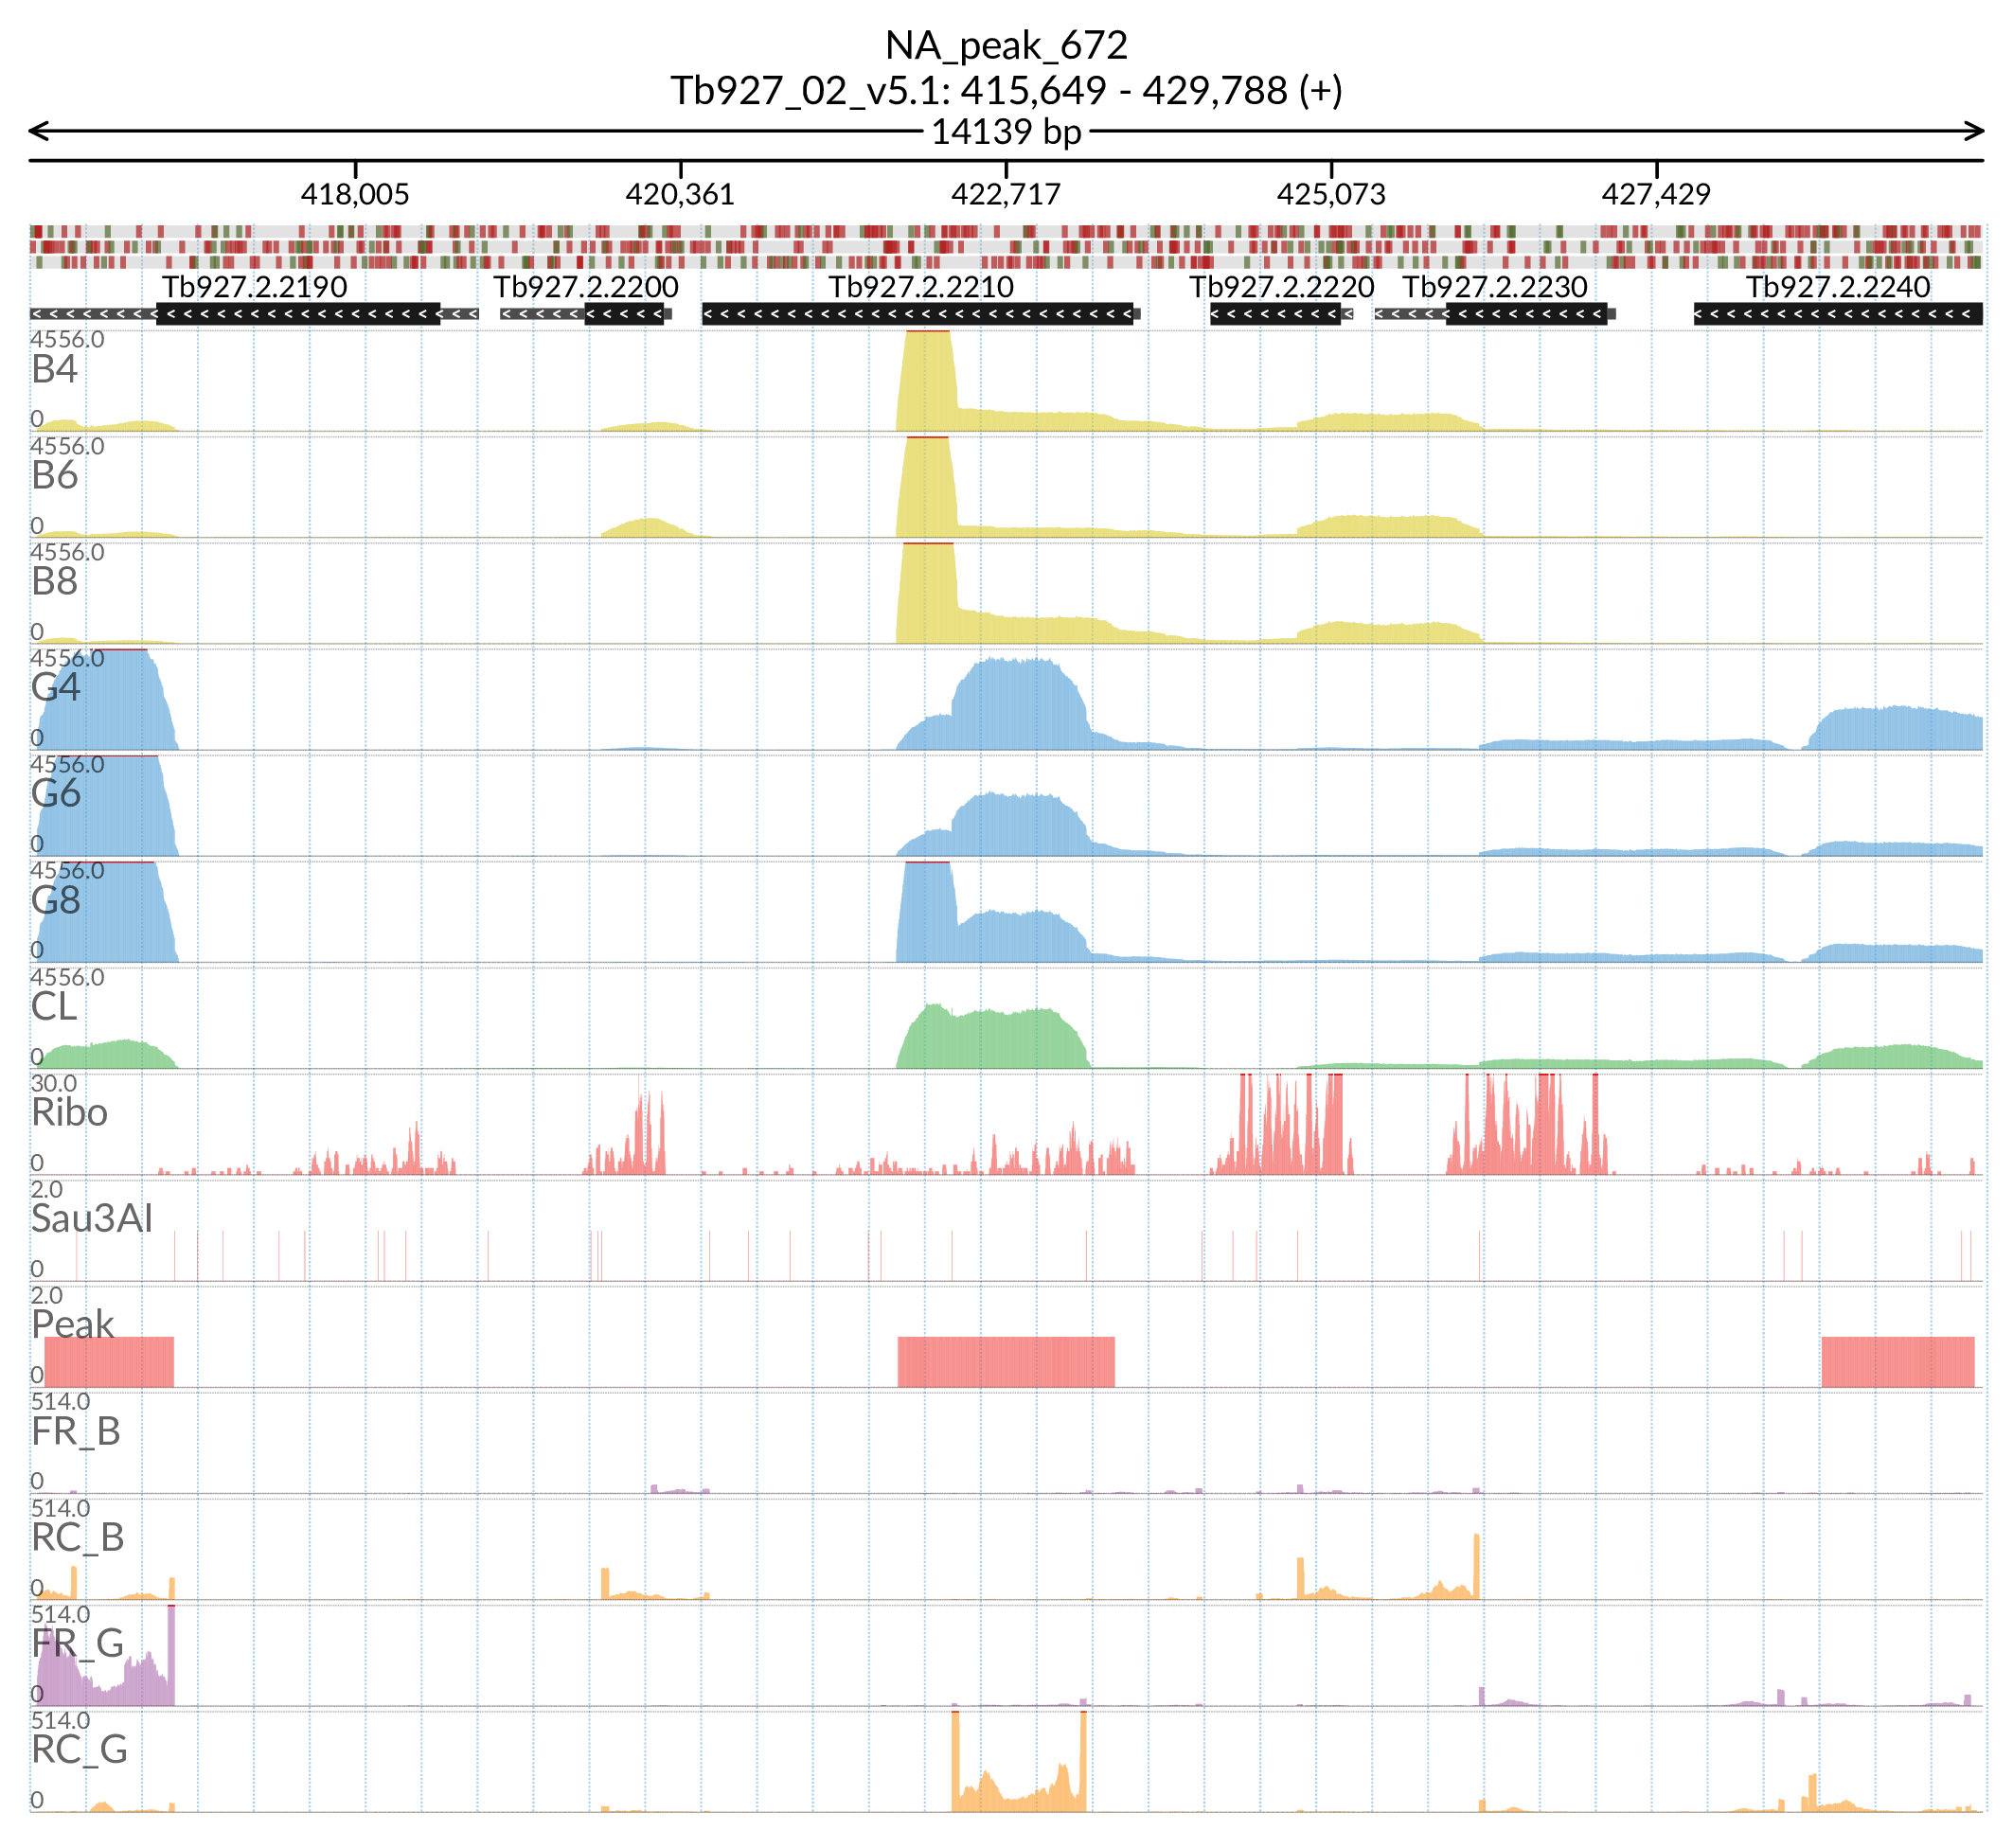 NA_peak_672
Tb927_02_v5.1: 415,649 - 429,788 (+)
14139 bp
418,005 420,361 422,717 425,073 427,429
Tb927.2.2190 Tb927.2.2200 Tb927.2.2210 Tb927.2.2220 Tb927.2.2230 Tb927.2.2240
4556.0
B4
0
4556.0
B6
0
4556.0
B8
0
4556.0
G4
0
4556.0
G6
0
4556.0
G8
0
4556.0
CL
0
30.0
Ribo
0
2.0
Sau3AI
0
2.0
Peak
0
514.0
FR_B
0
514.0
RC_B
0
514.0
FR_G
0
514.0
RC_G
0